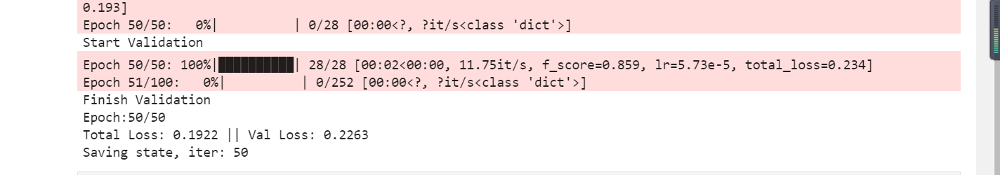 0.193]
Epoch 50/50:   0%|          | 0/28 [00:00<?, ?it/s<class 'dict'>]
Start Validation
Epoch 50/50: 100%|██████████| 28/28 [00:02<00:00, 11.75it/s, f_score=0.859, lr=5.73e-5, total_loss=0.234]
Epoch 51/100:   0%|          | 0/252 [00:00<?, ?it/s<class 'dict'>]
Finish Validation
Epoch:50/50
Total Loss: 0.1922 || Val Loss: 0.2263
Saving state, iter: 50